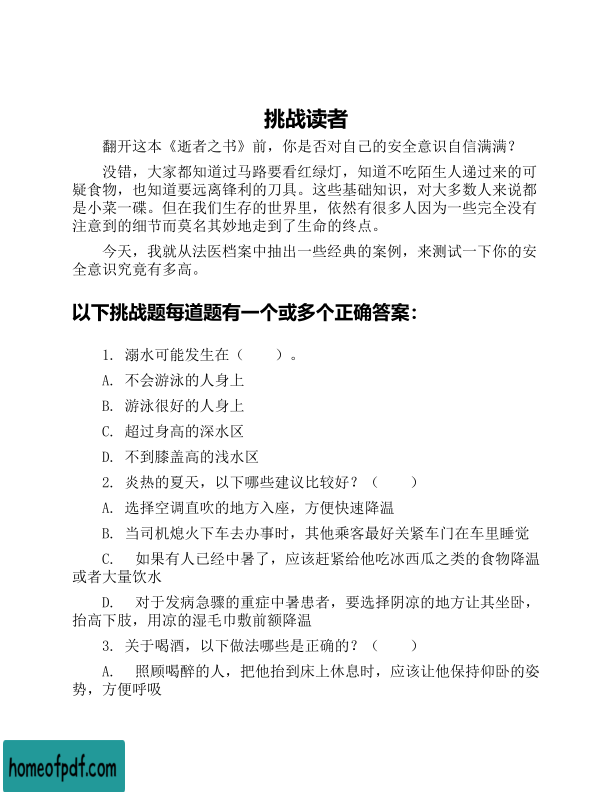 挑战读者
翻开这本《逝者之书》前，你是否对自己的安全意识自信满满？
没错，大家都知道过马路要看红绿灯，知道不吃陌生人递过来的可
疑食物，也知道要远离锋利的刀具。这些基础知识，对大多数人来说都
是小菜一碟。但在我们生存的世界里，依然有很多人因为一些完全没有
注意到的细节而莫名其妙地走到了生命的终点。
今天，我就从法医档案中抽出一些经典的案例，来测试一下你的安
全意识究竟有多高。
以下挑战题每道题有一个或多个正确答案：
1. 溺水可能发生在（　　）。
A. 不会游泳的人身上
B. 游泳很好的人身上
C. 超过身高的深水区
D. 不到膝盖高的浅水区
2. 炎热的夏天，以下哪些建议比较好？（　　）
A. 选择空调直吹的地方入座，方便快速降温
B. 当司机熄火下车去办事时，其他乘客最好关紧车门在车里睡觉
C. 如果有人已经中暑了，应该赶紧给他吃冰西瓜之类的食物降温
或者大量饮水
D. 对于发病急骤的重症中暑患者，要选择阴凉的地方让其坐卧，
抬高下肢，用凉的湿毛巾敷前额降温
3. 关于喝酒，以下做法哪些是正确的？（　　）
A. 照顾喝醉的人，把他抬到床上休息时，应该让他保持仰卧的姿
势，方便呼吸
homeofpdf.com